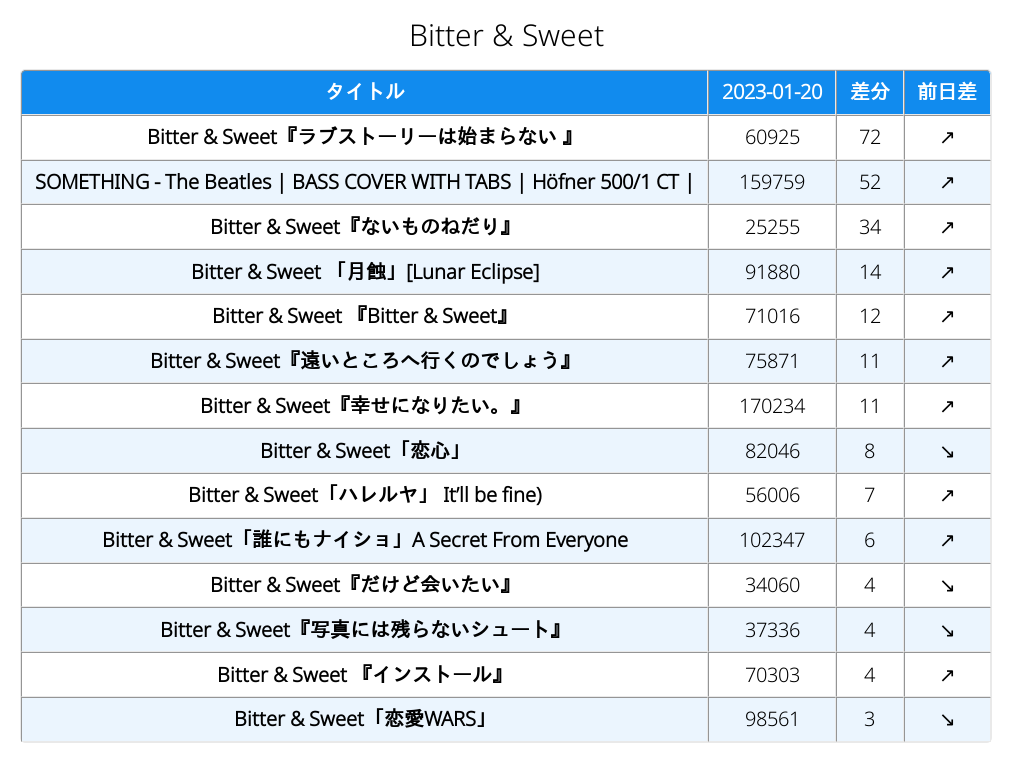 Bitter & Sweet
タイトル 2023-01-20 差分 前日差
Bitter & Sweet『ラブストーリーは始まらない 』 60925 72 ↗
SOMETHING - The Beatles | BASS COVER WITH TABS | Höfner 500/1 CT | 159759 52 ↗
Bitter & Sweet『ないものねだり』 25255 34 ↗
Bitter & Sweet 「月蝕」[Lunar Eclipse] 91880 14 ↗
Bitter & Sweet 『Bitter & Sweet』 71016 12 ↗
Bitter & Sweet『遠いところへ行くのでしょう』 75871 11 ↗
Bitter & Sweet『幸せになりたい。』 170234 11 ↗
Bitter & Sweet「恋心」 82046 8 ↘
Bitter & Sweet「ハレルヤ」 It’ll be fine) 56006 7 ↗
Bitter & Sweet「誰にもナイショ」A Secret From Everyone 102347 6 ↗
Bitter & Sweet『だけど会いたい』 34060 4 ↘
Bitter & Sweet『写真には残らないシュート』 37336 4 ↘
Bitter & Sweet 『インストール』 70303 4 ↗
Bitter & Sweet「恋愛WARS」 98561 3 ↘